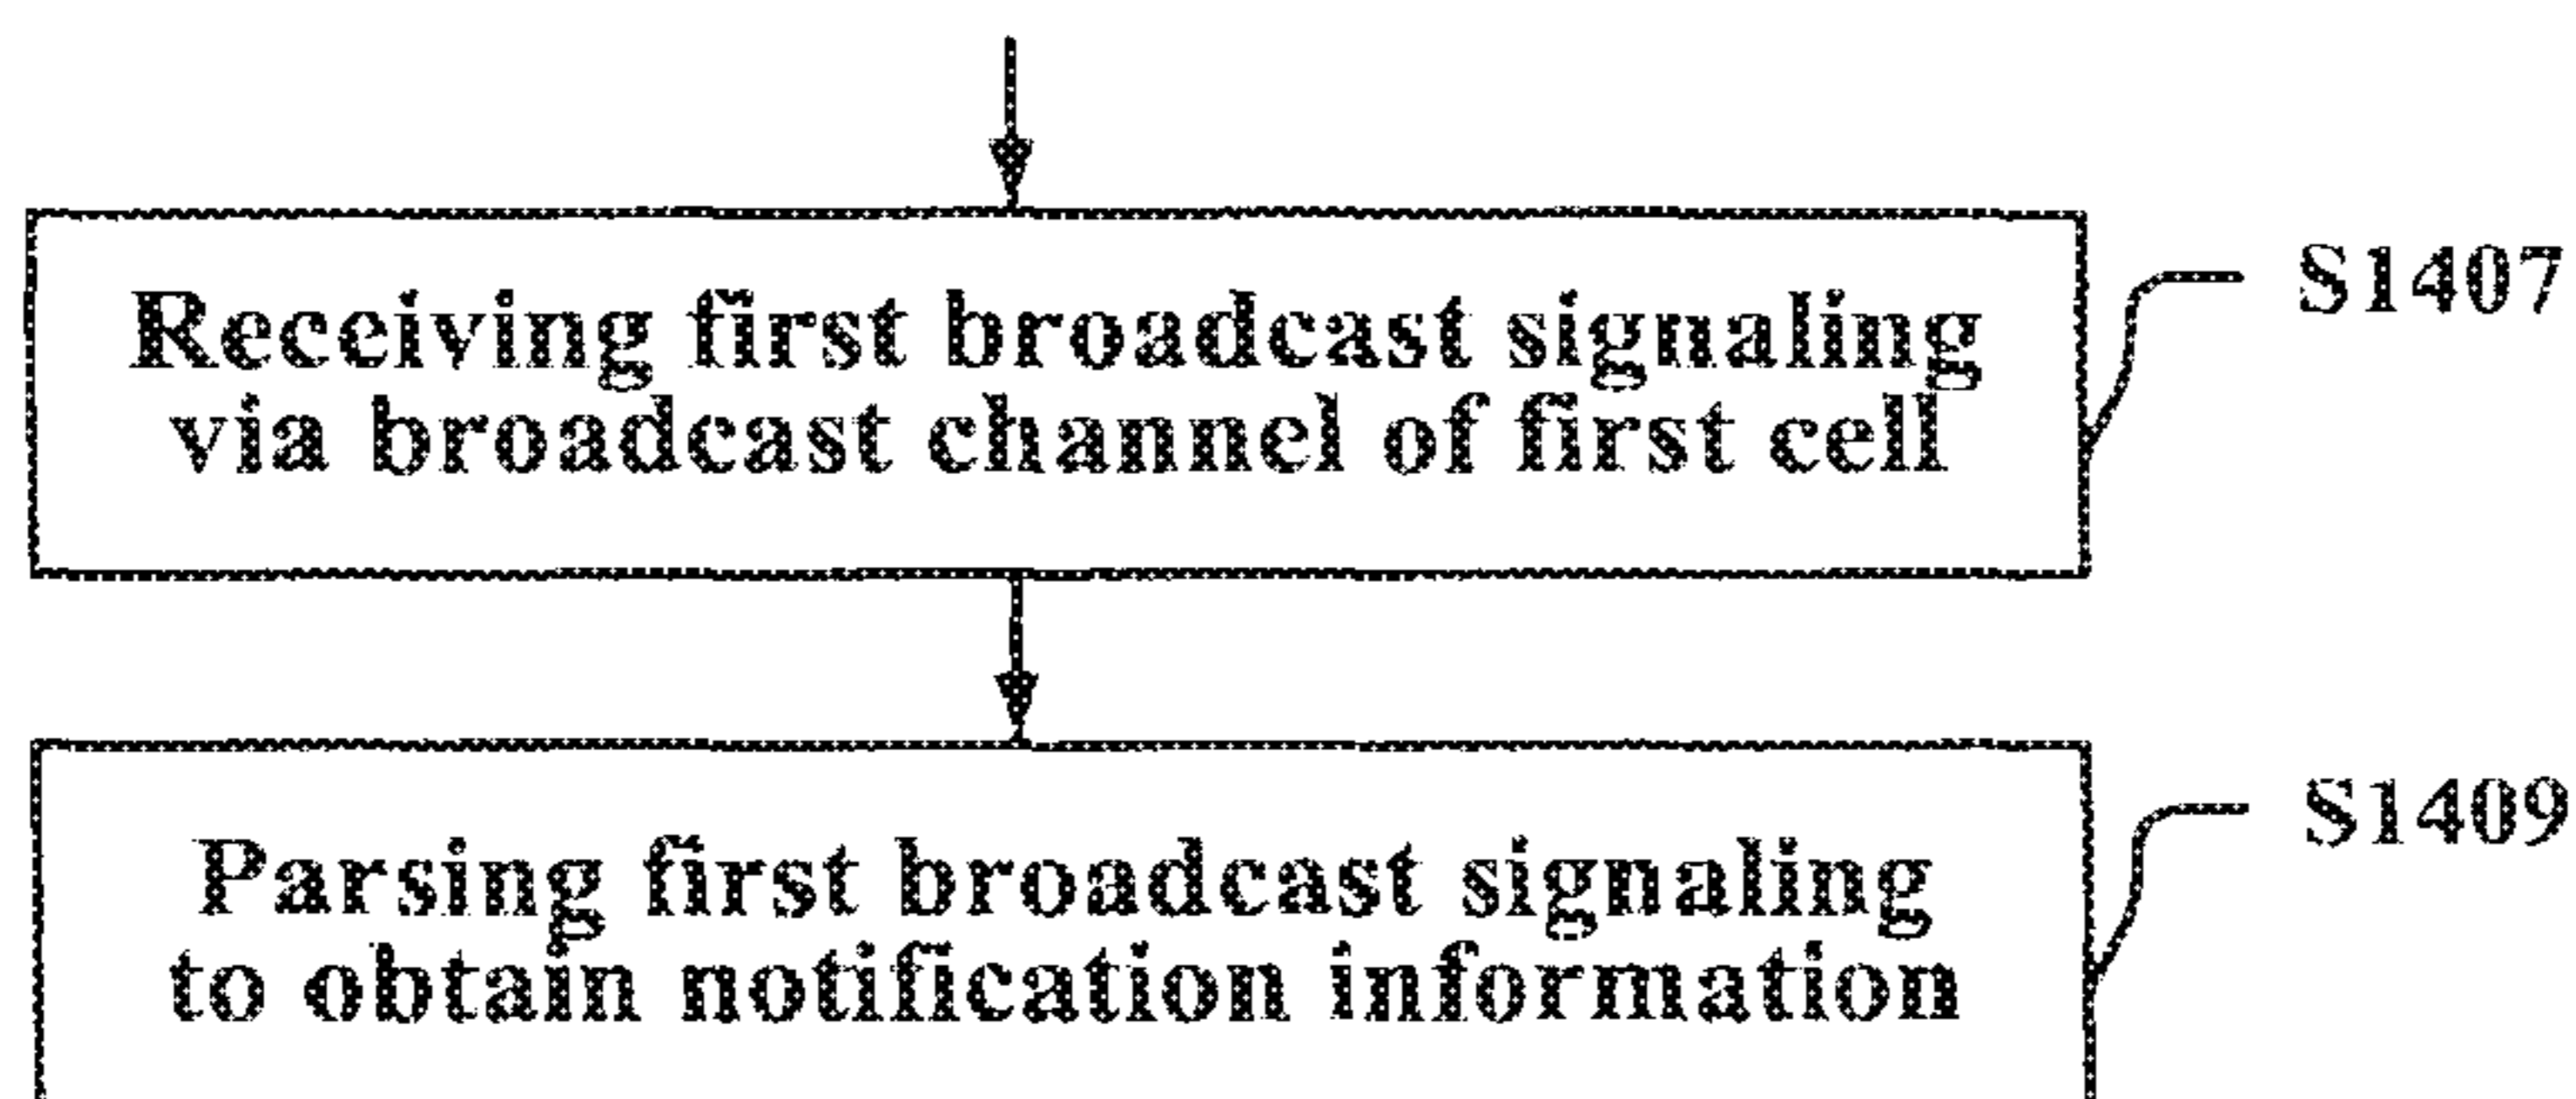 Receiving first broadcast signaling
via broadcast channel of first cell
S1407
Parsing first broadcast signaling
to obtain notification information
S1409